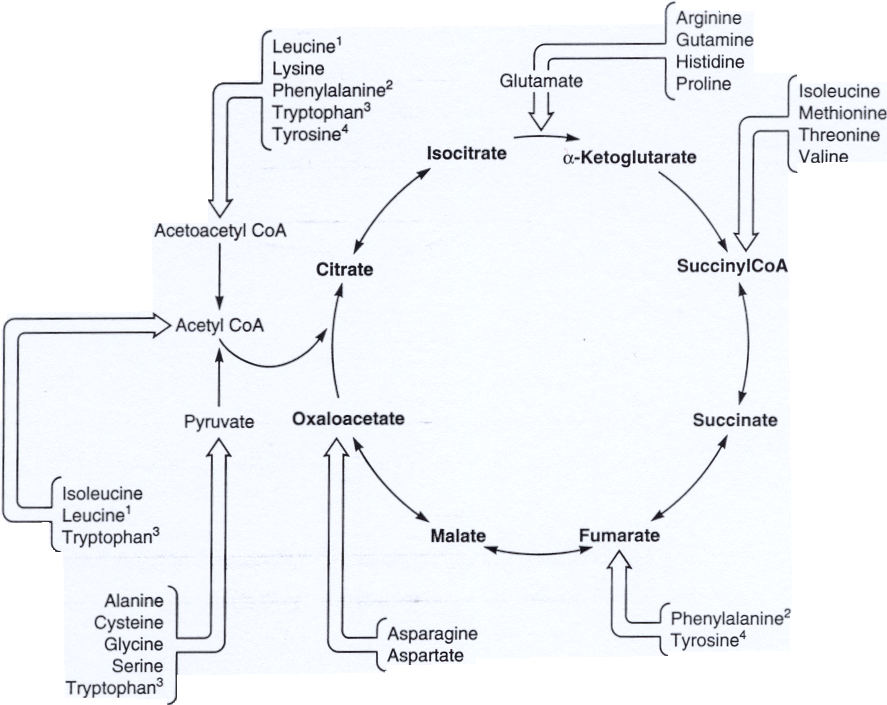 Arginine
Gutamine
Histidine
Proline
Glutamate
Leucine¹
Lysine
Phenylalanine²
Tryptophan³
Tyrosine⁴
Isoleucine
Methionine
Threonine
Valine
Isocitrate
α-Ketoglutarate
Acetoacetyl CoA
Citrate
SuccinylCoA
Acetyl CoA
Pyruvate
Oxaloacetate
Succinate
Isoleucine
Leucine¹
Tryptophan³
Malate
Fumarate
Alanine
Cysteine
Glycine
Serine
Tryptophan³
Asparagine
Aspartate
Phenylalanine²
Tyrosine⁴